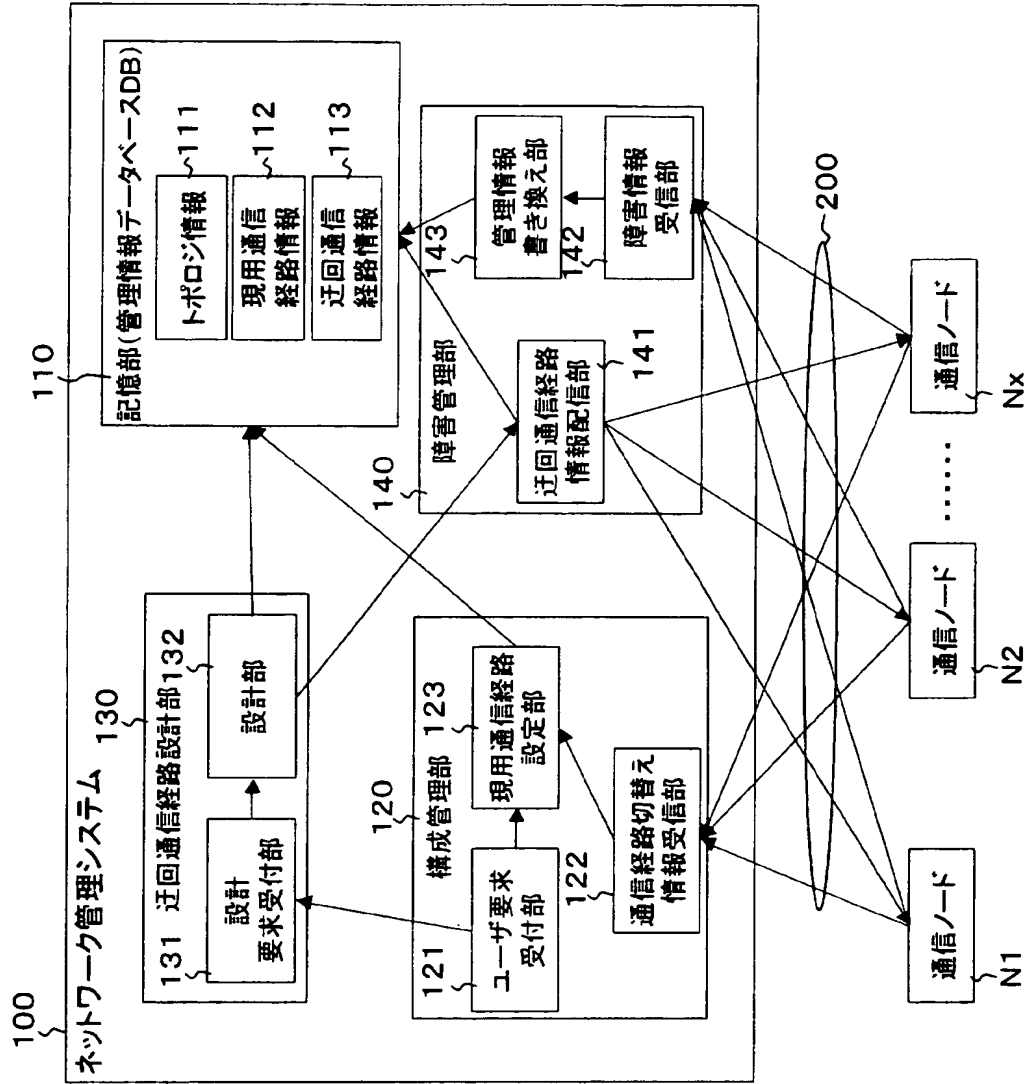 100
ネットワーク管理システム
130
迂回通信経路設計部
131
設計
要求受付部
132
設計部
110
記憶部(管理情報データベースDB)
トポロジ情報
111
現用通信
経路情報
112
迂回通信
経路情報
113
120
構成管理部
121
ユーザ要求
受付部
123
現用通信経路
設定部
122
通信経路切替え
情報受信部
140
障害管理部
迂回通信経路
情報配信部
141
143
管理情報
書き換え部
142
障害情報
受信部
200
通信ノード
N1
通信ノード
N2
......
通信ノード
Nx